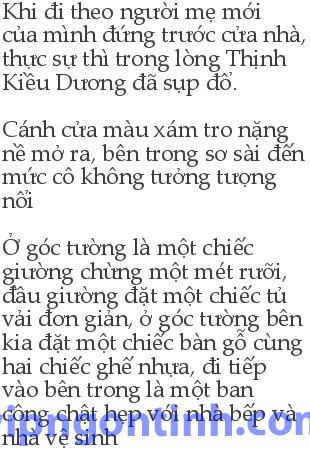 Khi đi theo người mẹ mới
của mình đứng trước cửa nhà,
thực sự thì trong lòng Thịnh
Kiều Dương đã sụp đổ.
Cánh cửa màu xám tro nặng
nề mở ra, bên trong sơ sài đến
mức cô không tưởng tượng
nổi
Ở góc tường là một chiếc
giường chừng một mét rưỡi,
đầu giường đặt một chiếc tủ
vải đơn giản, ở góc tường bên
kia đặt một chiếc bàn gỗ cùng
hai chiếc ghế nhựa, đi tiếp
vào bên trong là một ban
công chật hẹp với nhà bếp và
nhà vệ sinh
vipngontinh.com